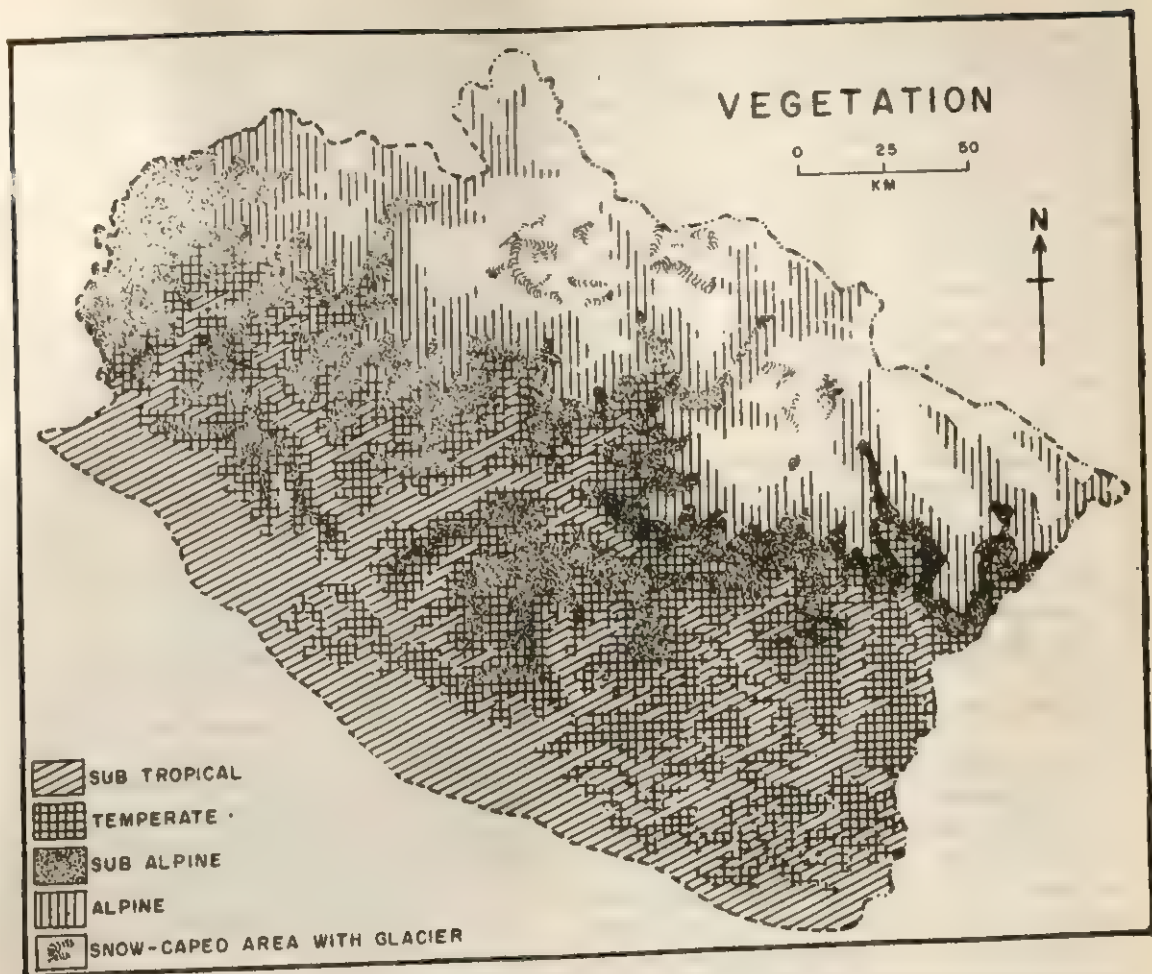 VEGETATION
0 25 50
KM
N
SUB TROPICAL
TEMPERATE
SUB ALPINE
ALPINE
SNOW-CAPED AREA WITH GLACIER